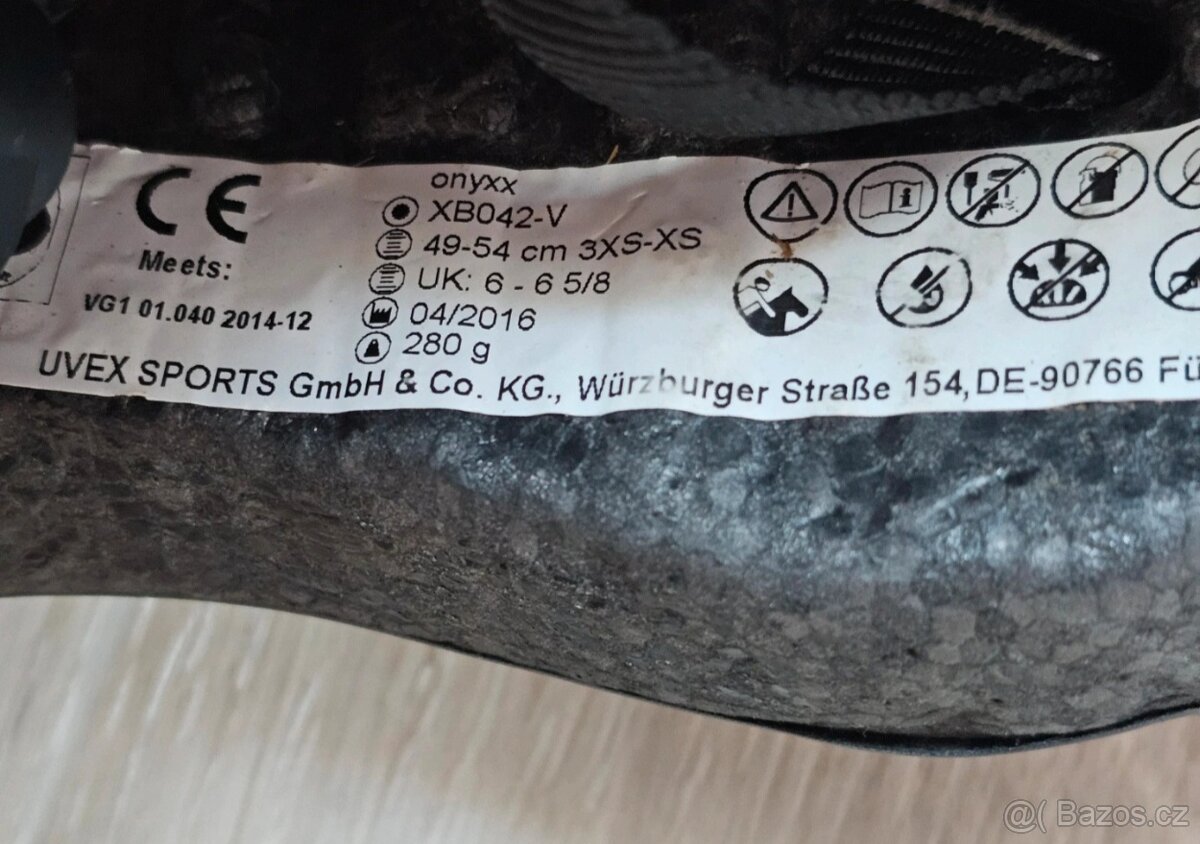 CE
Meets:
VG1 01.040 2014-12
onyxx
XB042-V
49-54 cm 3XS-XS
UK: 6 - 6 5/8
04/2016
280 g
UVEX SPORTS GmbH & Co. KG., Würzburger Straße 154, DE-90766 Fü
@( Bazos.cz